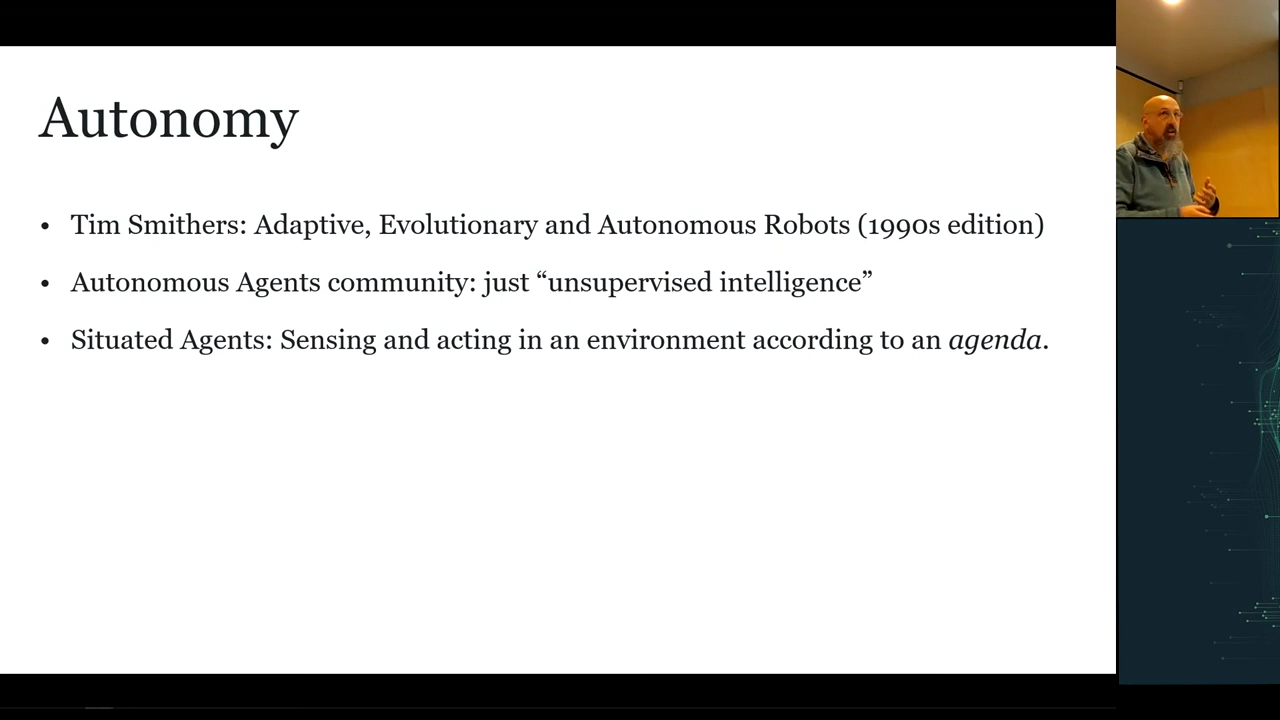 Autonomy
• Tim Smithers: Adaptive, Evolutionary and Autonomous Robots (1990s edition)
• Autonomous Agents community: just “unsupervised intelligence”
• Situated Agents: Sensing and acting in an environment according to an agenda.